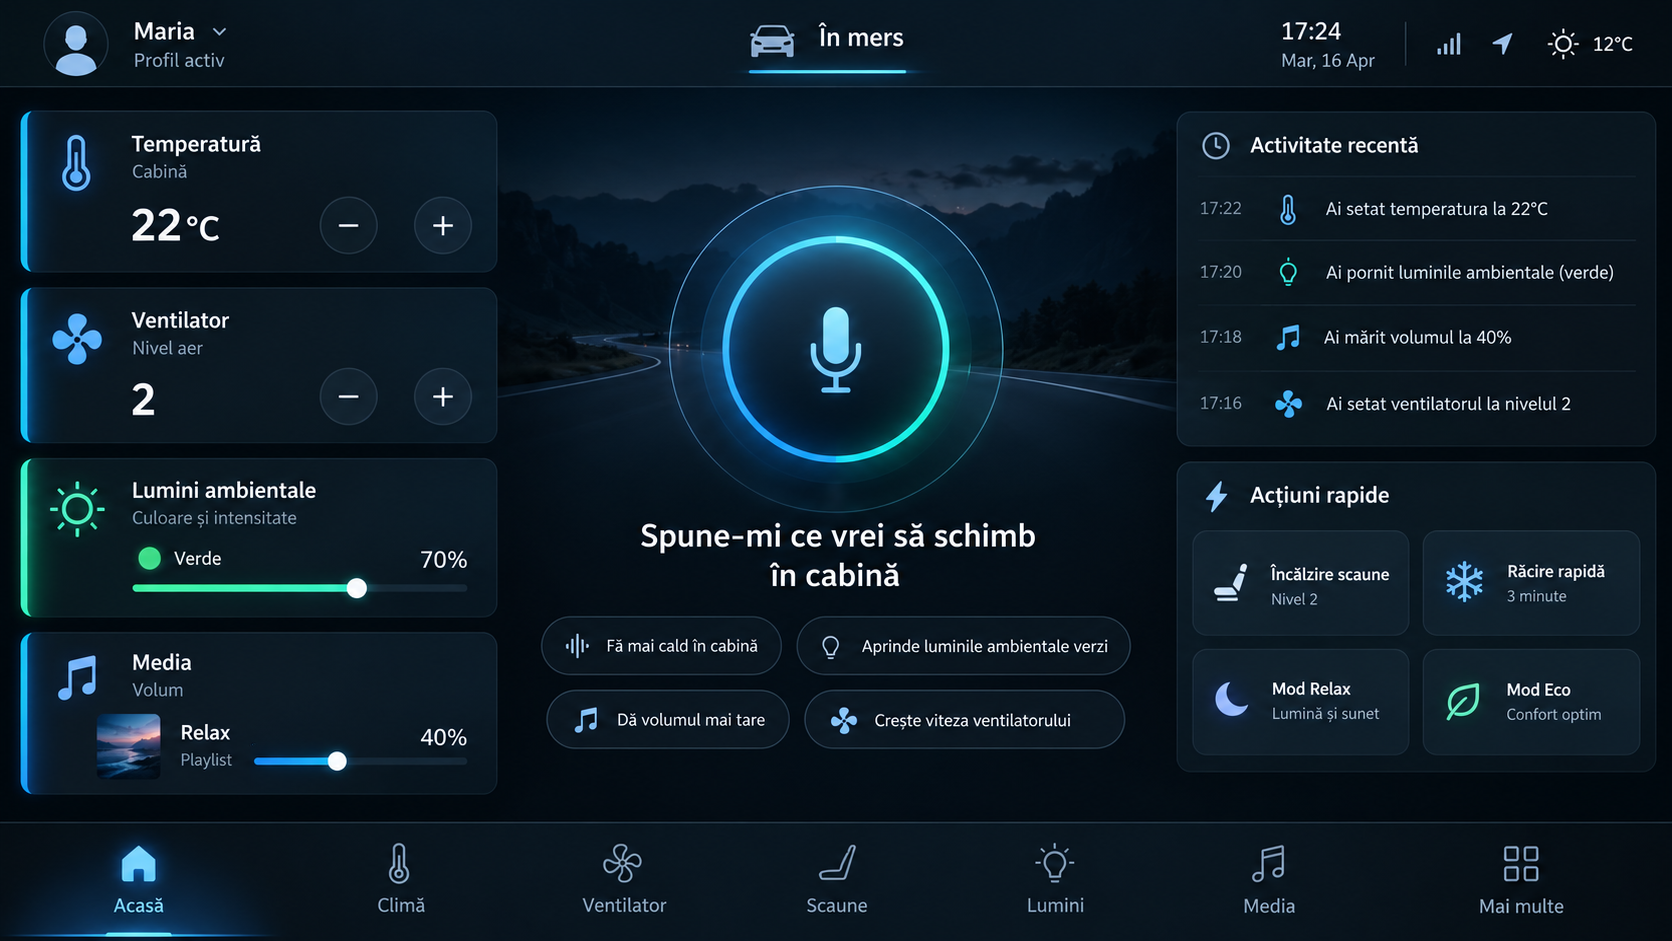 Maria
Profil activ
În mers
17:24
Mar, 16 Apr
12°C
Temperatură
Cabină
22°C
Ventilator
Nivel aer
2
Lumini ambientale
Culoare și intensitate
Verde
70%
Media
Volum
Relax
Playlist
40%
Spune-mi ce vrei să schimb
în cabină
Fă mai cald în cabină
Aprinde luminile ambientale verzi
Dă volumul mai tare
Crește viteza ventilatorului
Activitate recentă
17:22 Ai setat temperatura la 22°C
17:20 Ai pornit luminile ambientale (verde)
17:18 Ai mărit volumul la 40%
17:16 Ai setat ventilatorul la nivelul 2
Acțiuni rapide
Încălzire scaune
Nivel 2
Răcire rapidă
3 minute
Mod Relax
Lumină și sunet
Mod Eco
Confort optim
Acasă
Climă
Ventilator
Scaune
Lumini
Media
Mai multe